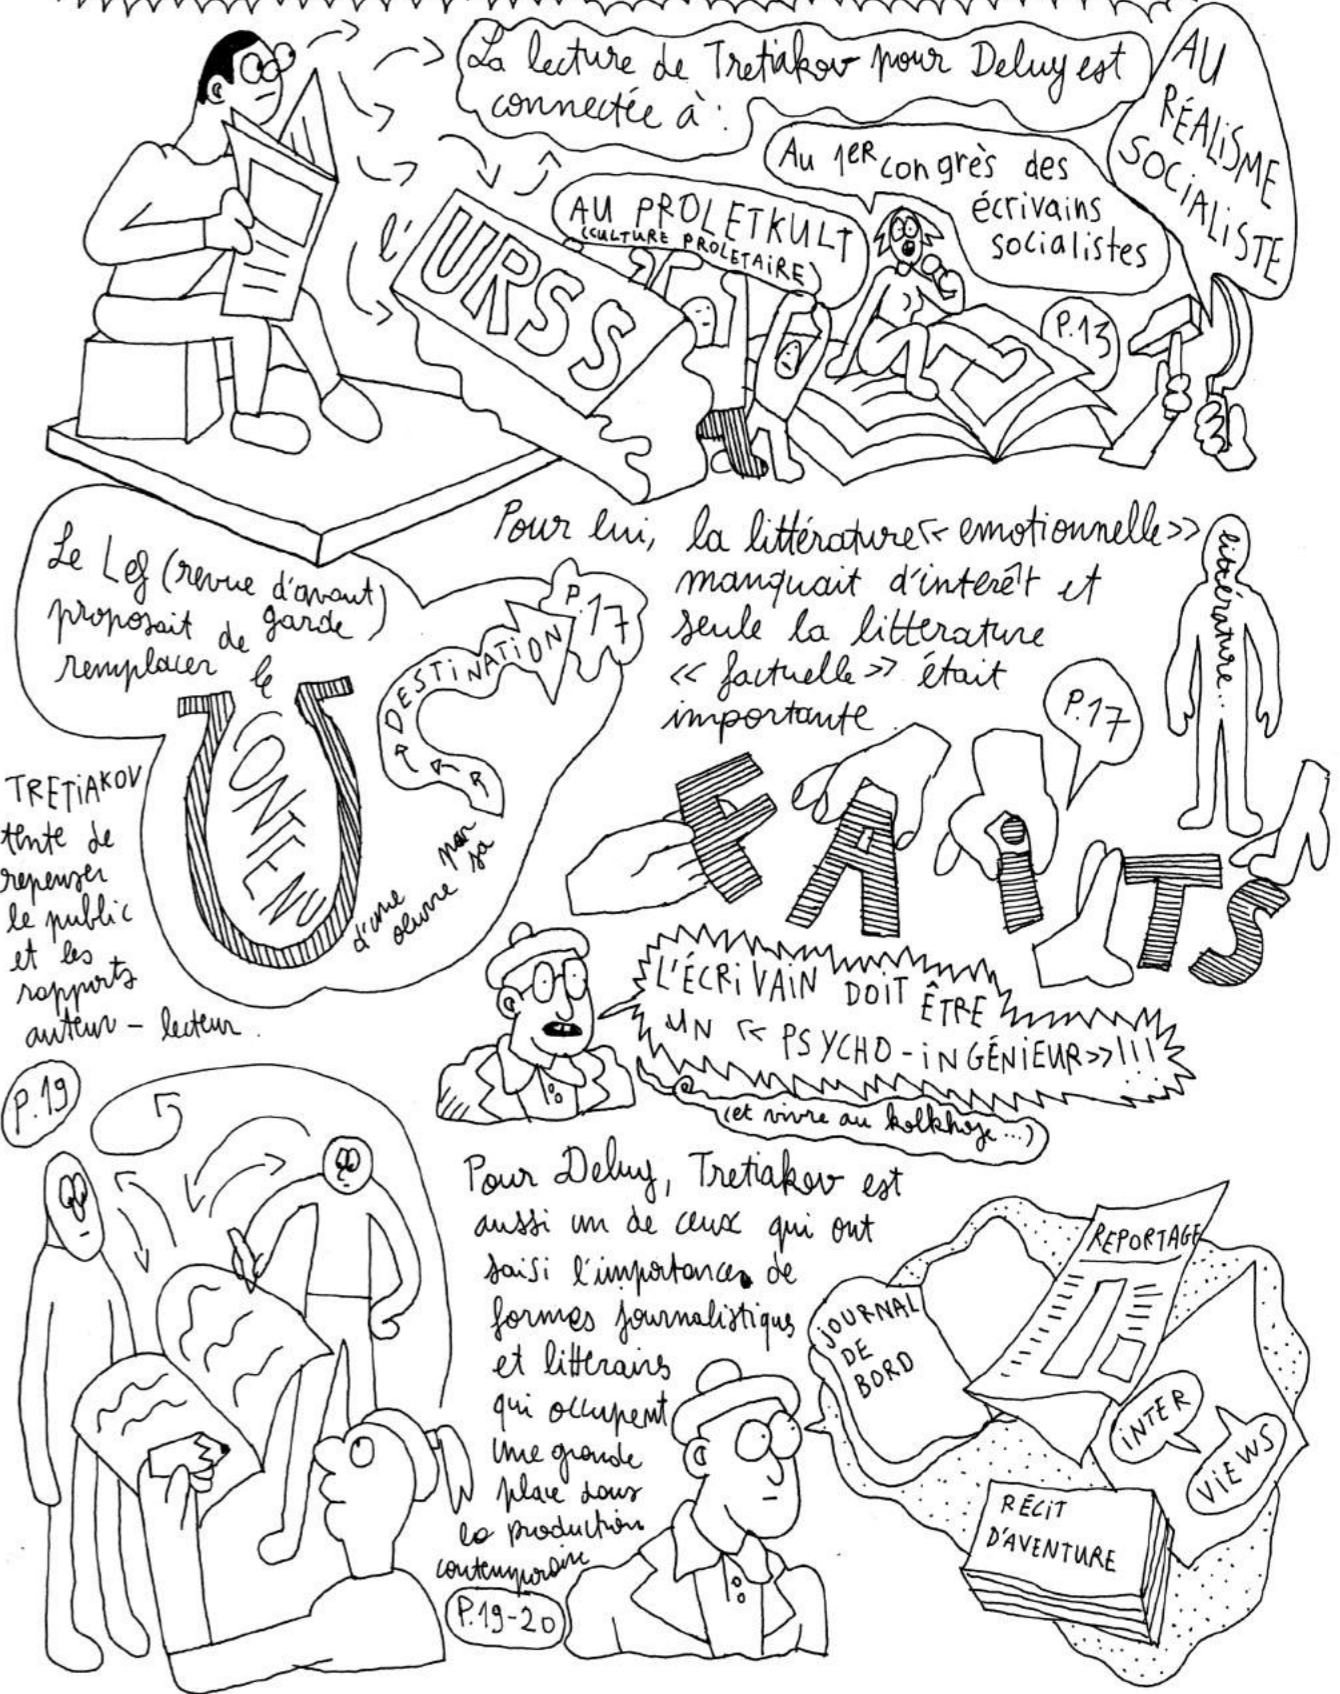 La lecture de Tretiakov pour Deluy est
connectée à :
l'URSS
AU PROLETKULT
(CULTURE PROLETAIRE)
Au 1ER congrès des
écrivains
socialistes
P.13
AU
RÉALISME
SOCIALISTE
Le Lef (revue d'avant
garde)
proposait de
remplacer le
CONTENU
d'une
oeuvre par
sa
DESTINATION
P.17
Pour lui, la littérature << emotionnelle >>
manquait d'interêt et
seule la litterature
<< factuelle >> était
importante
P.17
littérature...
FAITS
TRETIAKOV
tente de
repenser
le public
et les
rapports
auteur - lecteur.
P.19
L'ÉCRIVAIN DOIT ÊTRE
UN << PSYCHO-iNGÉNIEUR >> !!!
(et vivre au kolkhoze...)
Pour Deluy, Tretiakov est
aussi un de ceux qui ont
saisi l'importance de
formes journalistiques
et litteraires
qui occupent
une grande
place dans
la production
contemporaine
P.19-20
JOURNAL
DE
BORD
REPORTAGE
INTER
VIEWS
RÉCIT
D'AVENTURE